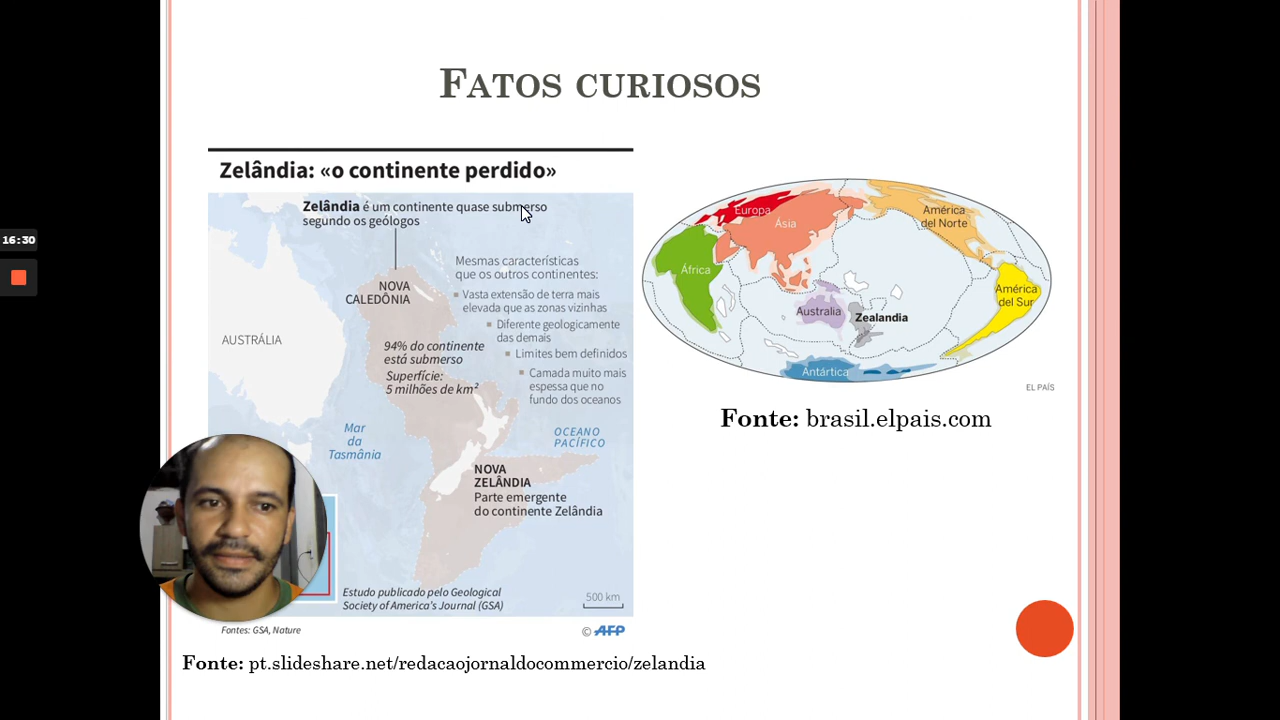 FATOS CURIOSOS
16:30
Zelândia: «o continente perdido»
Zelândia é um continente quase submerso
segundo os geólogos
Mesmas características
que os outros continentes:
Vasta extensão de terra mais
elevada que as zonas vizinhas
Diferente geologicamente
das demais
Limites bem definidos
Camada muito mais
espessa que no
fundo dos oceanos
NOVA
CALEDÔNIA
AUSTRÁLIA
94% do continente
está submerso
Superfície:
5 milhões de km²
Mar
da
Tasmânia
OCEANO
PACÍFICO
NOVA
ZELÂNDIA
Parte emergente
do continente Zelândia
Estudo publicado pelo Geological
Society of America's Journal (GSA)
500 km
Fontes: GSA, Nature
© AFP
Fonte: pt.slideshare.net/redacaojornaldocommercio/zelandia
Europa
Ásia
América
del Norte
África
América
del Sur
Australia
Zealandia
Antártica
EL PAÍS
Fonte: brasil.elpais.com